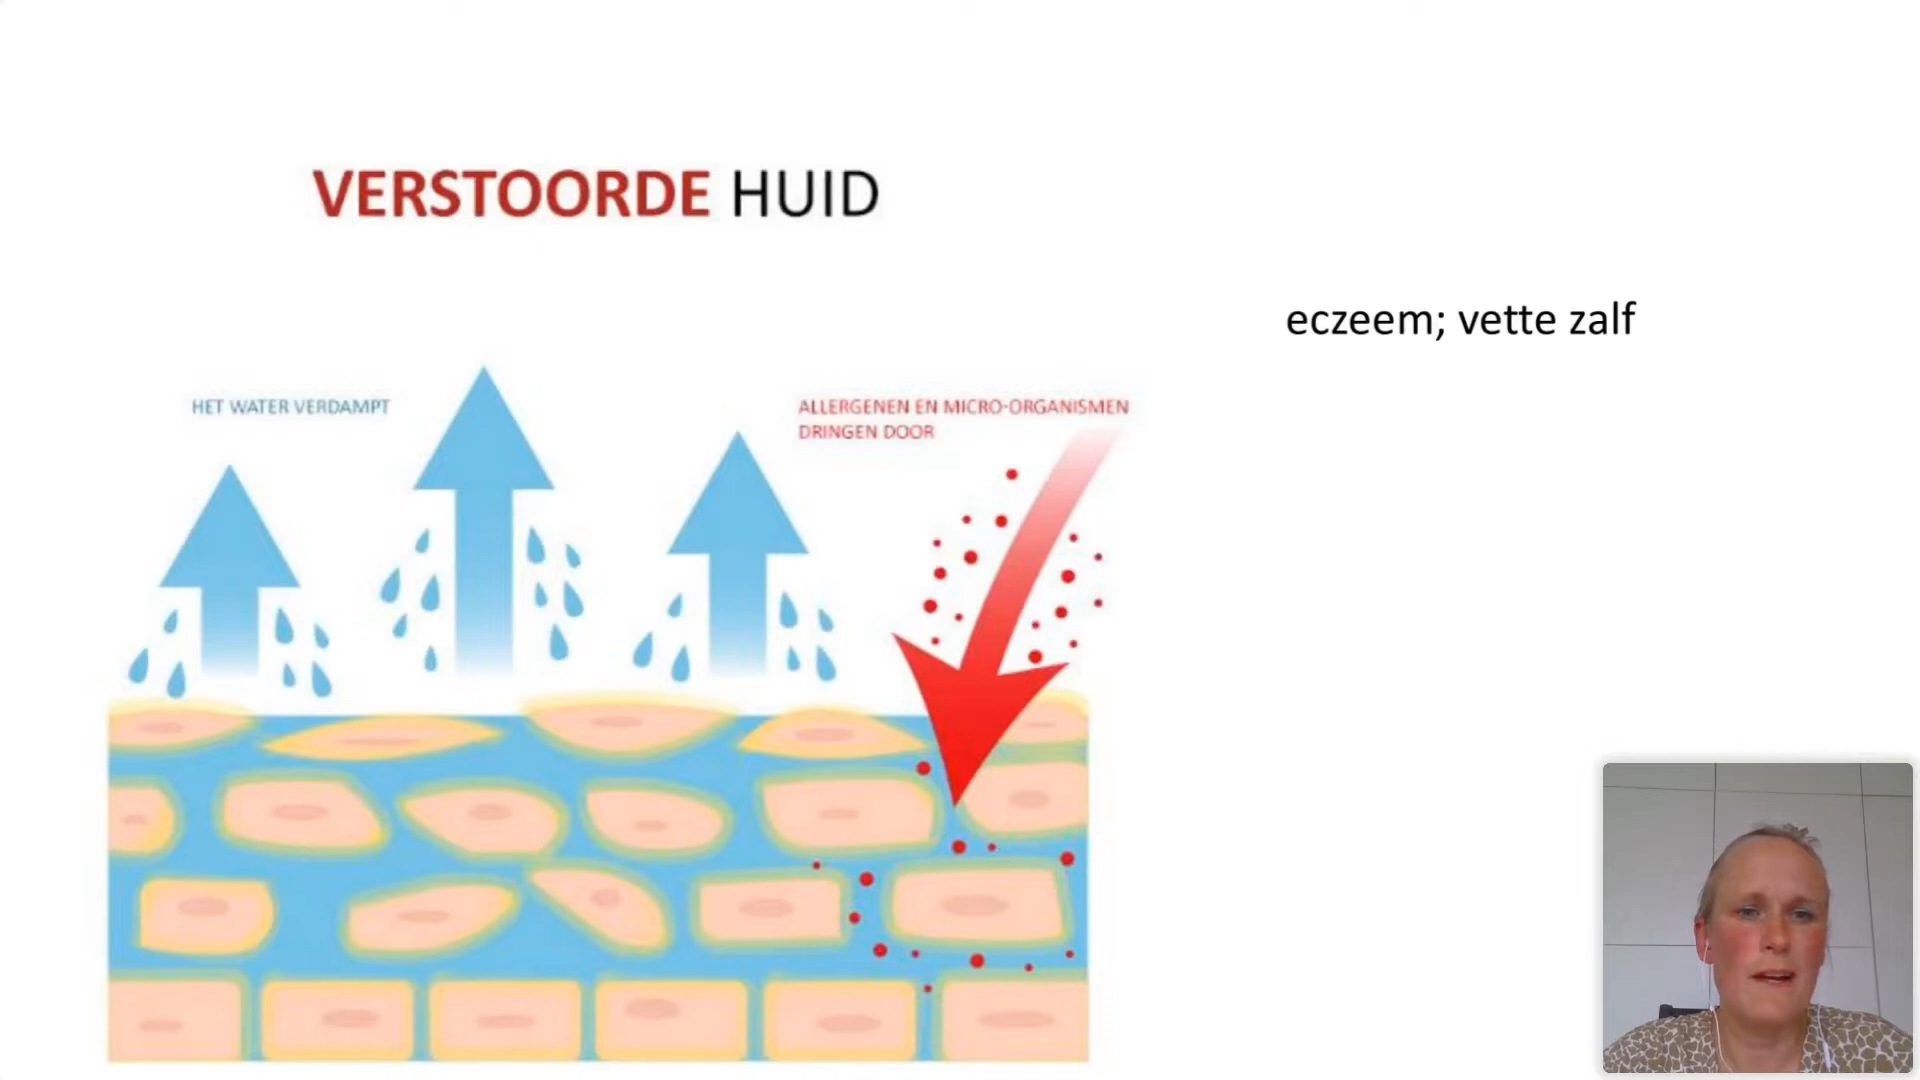 VERSTOORDE HUID
eczeem; vette zalf
HET WATER VERDAMPT
ALLERGENEN EN MICRO-ORGANISMEN
DRINGEN DOOR